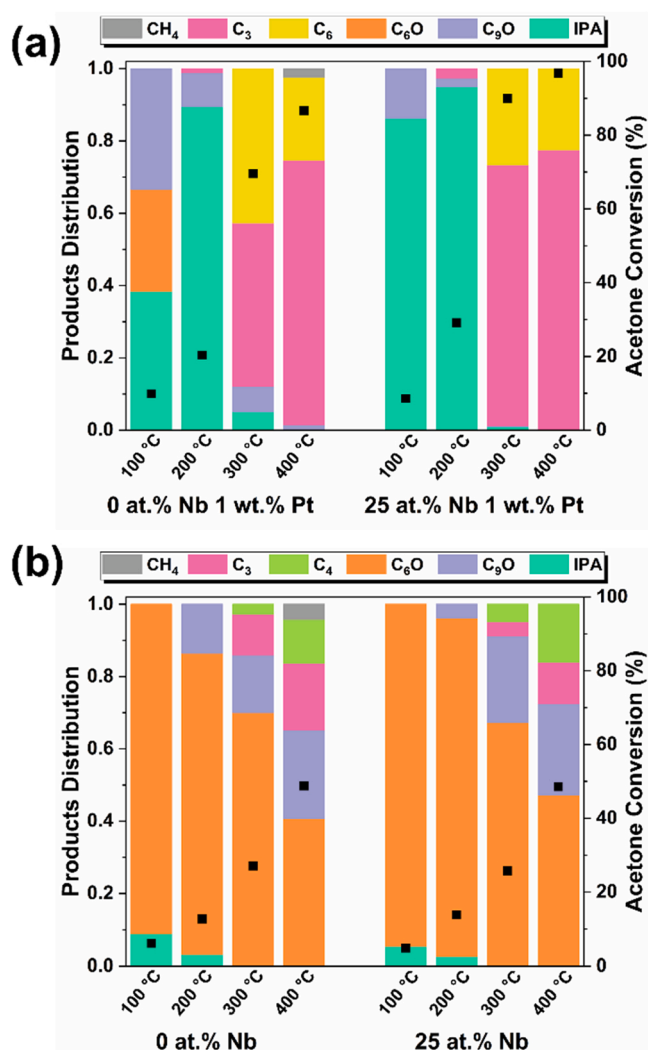 (a)
CH₄ C₃ C₆ C₆O C₉O IPA
1.0
0.8
0.6
0.4
0.2
0.0
Products Distribution
100
80
60
40
20
0
Acetone Conversion (%)
100 °C 200 °C 300 °C 400 °C 100 °C 200 °C 300 °C 400 °C
0 at.% Nb 1 wt.% Pt 25 at.% Nb 1 wt.% Pt
(b)
CH₄ C₃ C₄ C₆O C₉O IPA
1.0
0.8
0.6
0.4
0.2
0.0
Products Distribution
100
80
60
40
20
0
Acetone Conversion (%)
100 °C 200 °C 300 °C 400 °C 100 °C 200 °C 300 °C 400 °C
0 at.% Nb 25 at.% Nb